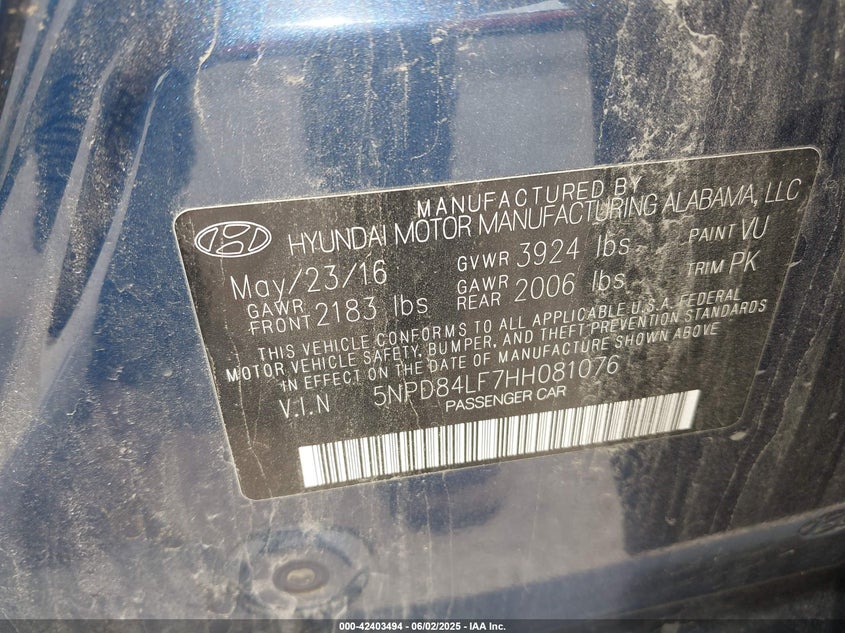 MANUFACTURED BY
HYUNDAI MOTOR MANUFACTURING ALABAMA, LLC
May/23/16 GVWR 3924 lbs PAINT VU
GAWR FRONT 2183 lbs GAWR REAR 2006 lbs TRIM PK
THIS VEHICLE CONFORMS TO ALL APPLICABLE U.S.A. FEDERAL
MOTOR VEHICLE SAFETY, BUMPER, AND THEFT PREVENTION STANDARDS
IN EFFECT ON THE DATE OF MANUFACTURE SHOWN ABOVE
V.I.N 5NPD84LF7HH081076
PASSENGER CAR
000-42403494 - 06/02/2025 - IAA Inc.